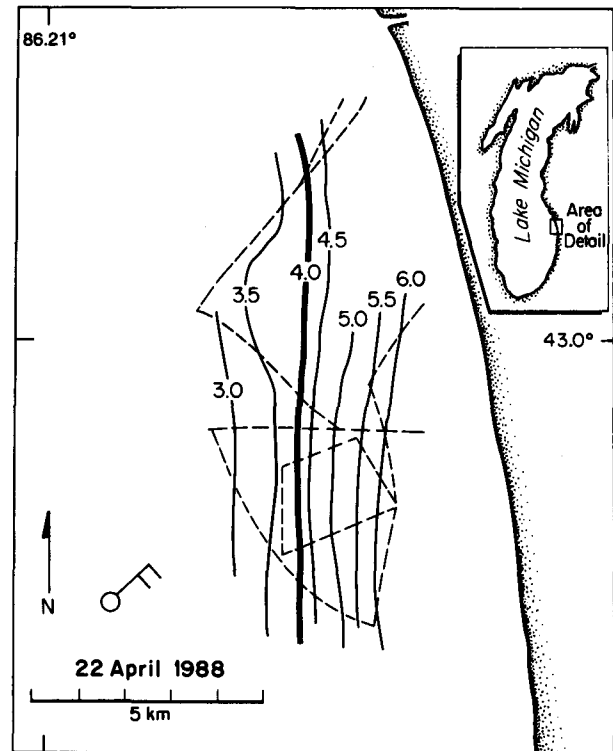 86.21°
Lake Michigan
Area
of
Detail
4.5
4.0
6.0
3.5
5.5
5.0
43.0°
3.0
N
22 April 1988
5 km